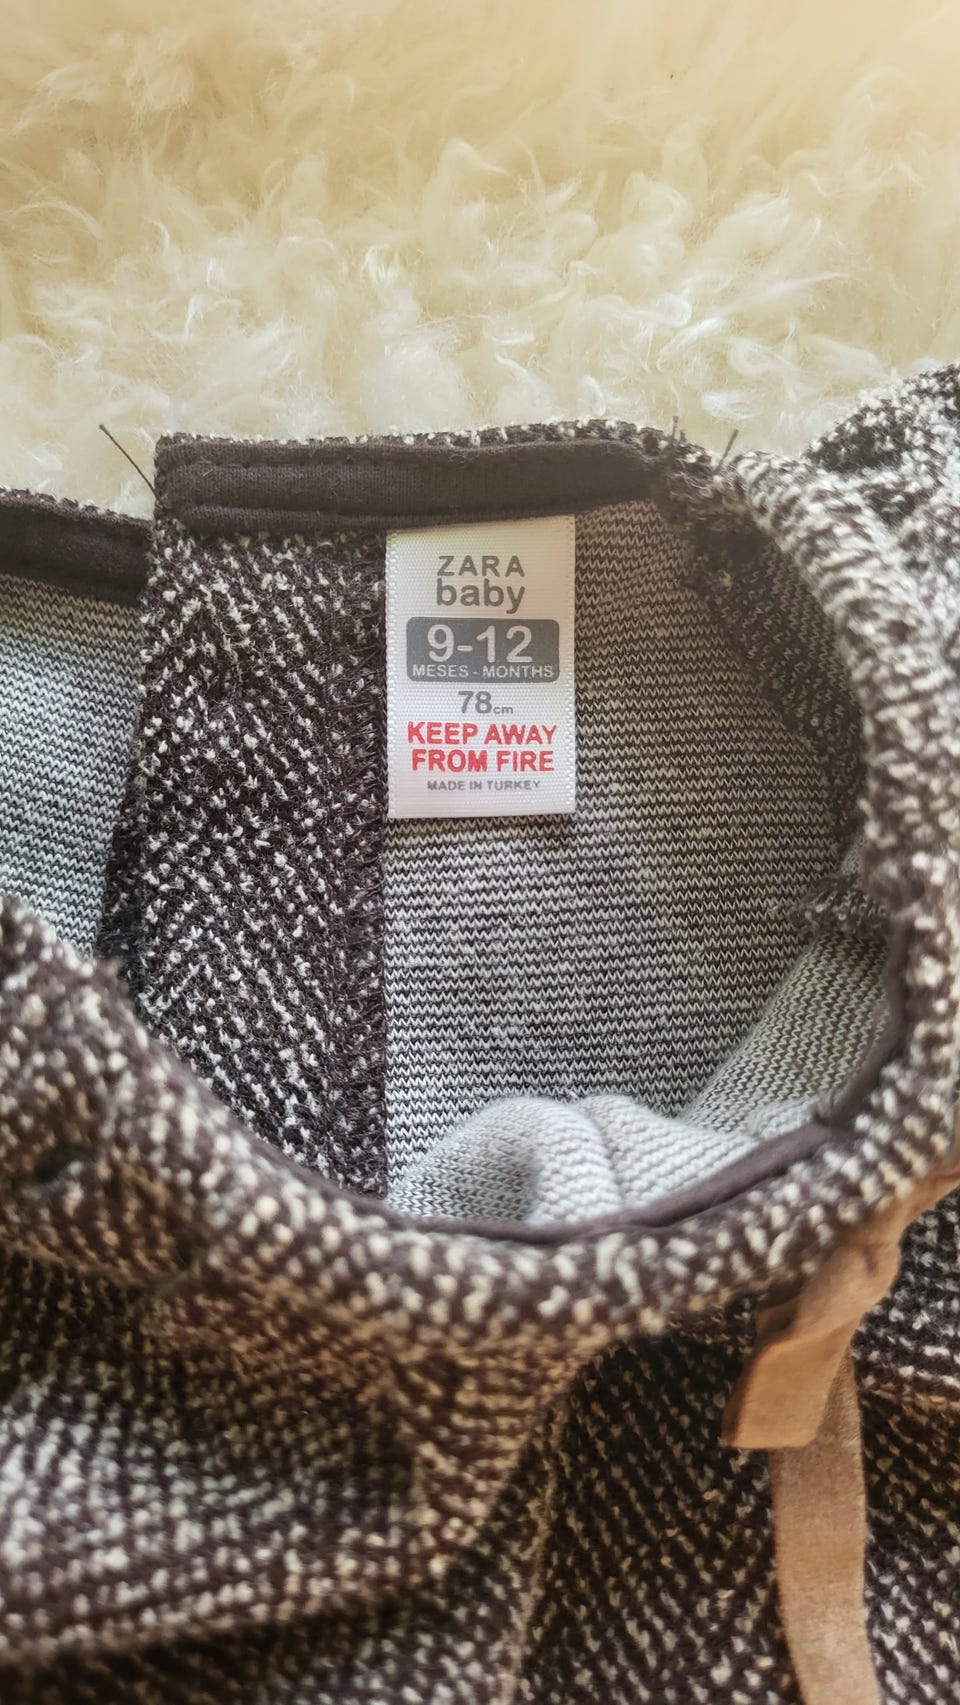 ZARA
baby
9-12
MESES - MONTHS
78cm
KEEP AWAY
FROM FIRE
MADE IN TURKEY